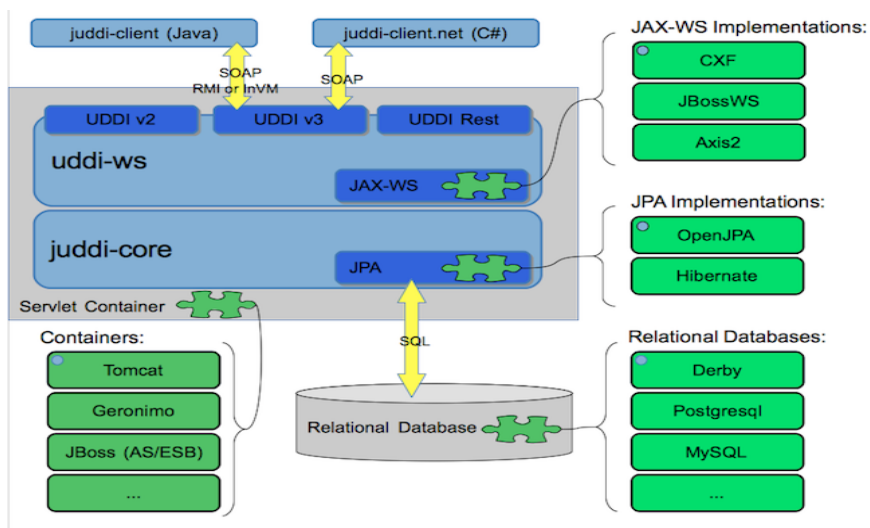 juddi-client (Java)
juddi-client.net (C#)
JAX-WS Implementations:
SOAP
RMI or InVM
SOAP
CXF
JBossWS
Axis2
UDDI v2
UDDI v3
UDDI Rest
uddi-ws
JAX-WS
JPA Implementations:
OpenJPA
Hibernate
juddi-core
JPA
Servlet Container
SQL
Containers:
Tomcat
Geronimo
JBoss (AS/ESB)
...
Relational Database
Relational Databases:
Derby
Postgresql
MySQL
...